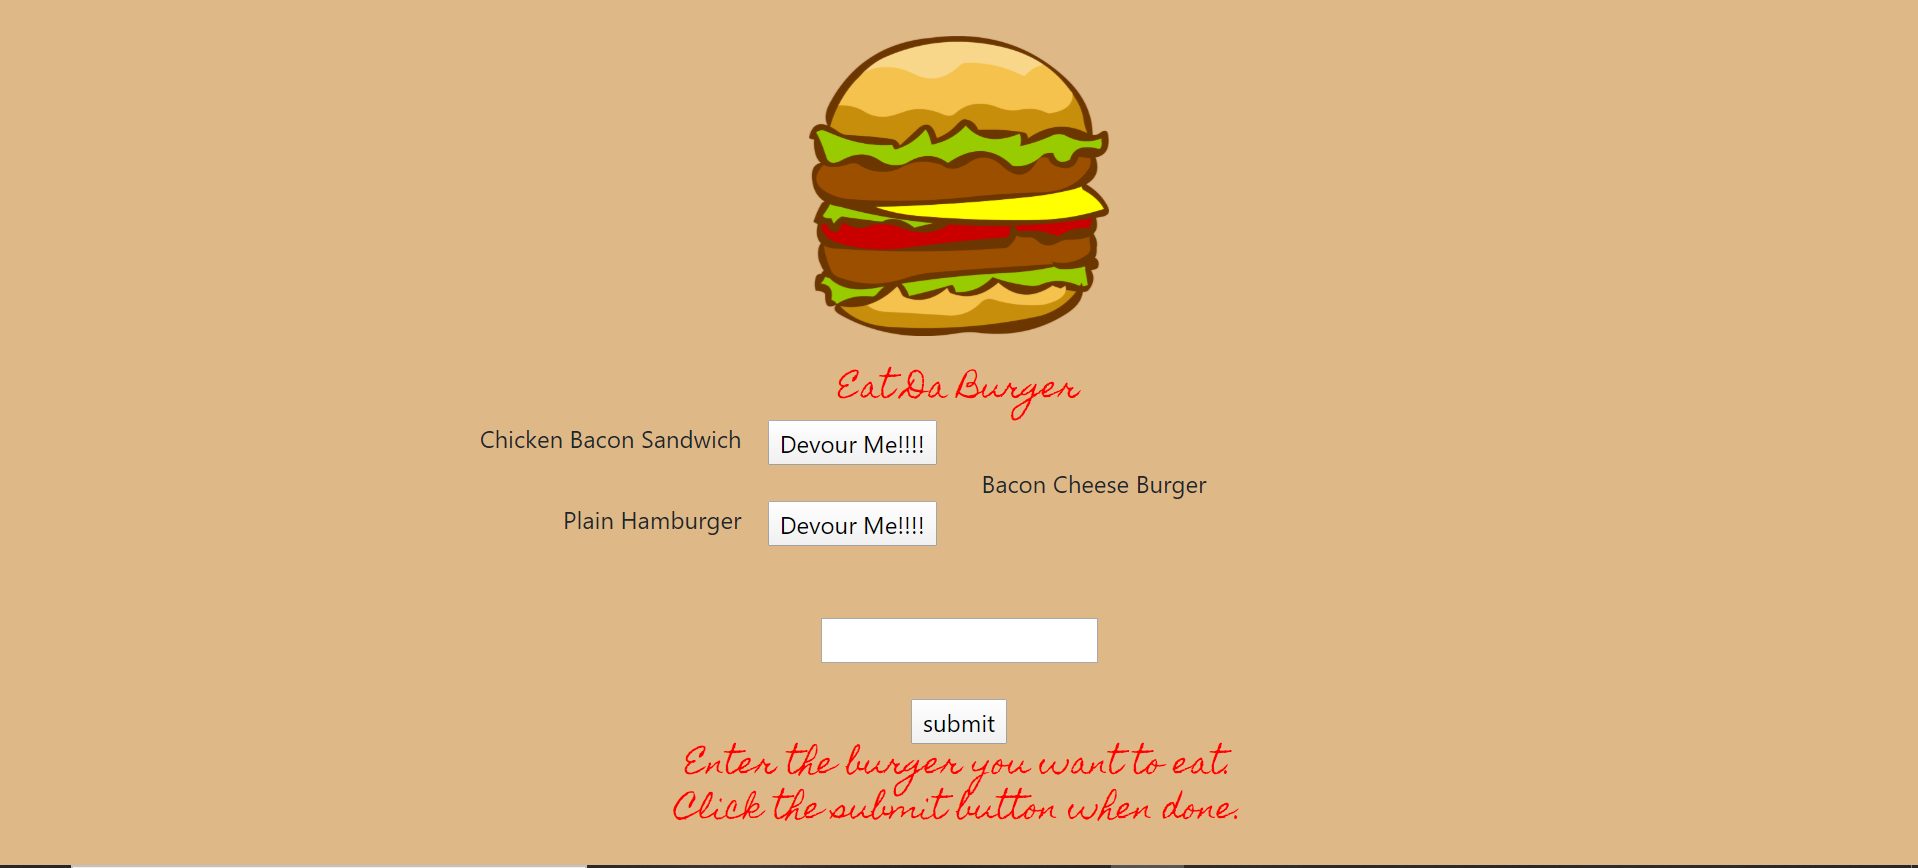 Eat Da Burger
Chicken Bacon Sandwich Devour Me!!!!
Bacon Cheese Burger
Plain Hamburger Devour Me!!!!
submit
Enter the burger you want to eat.
Click the submit button when done.